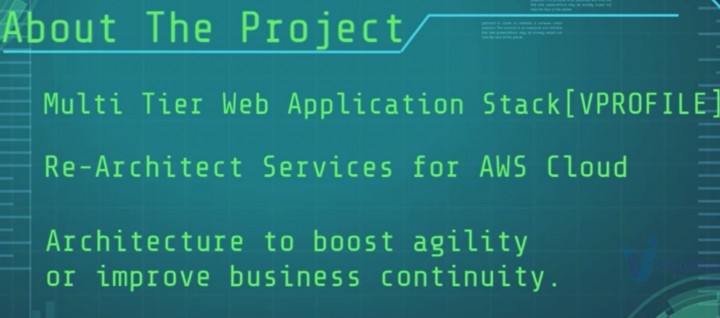 About The Project
Multi Tier Web Application Stack[VPROFILE]
Re-Architect Services for AWS Cloud
Architecture to boost agility
or improve business continuity.